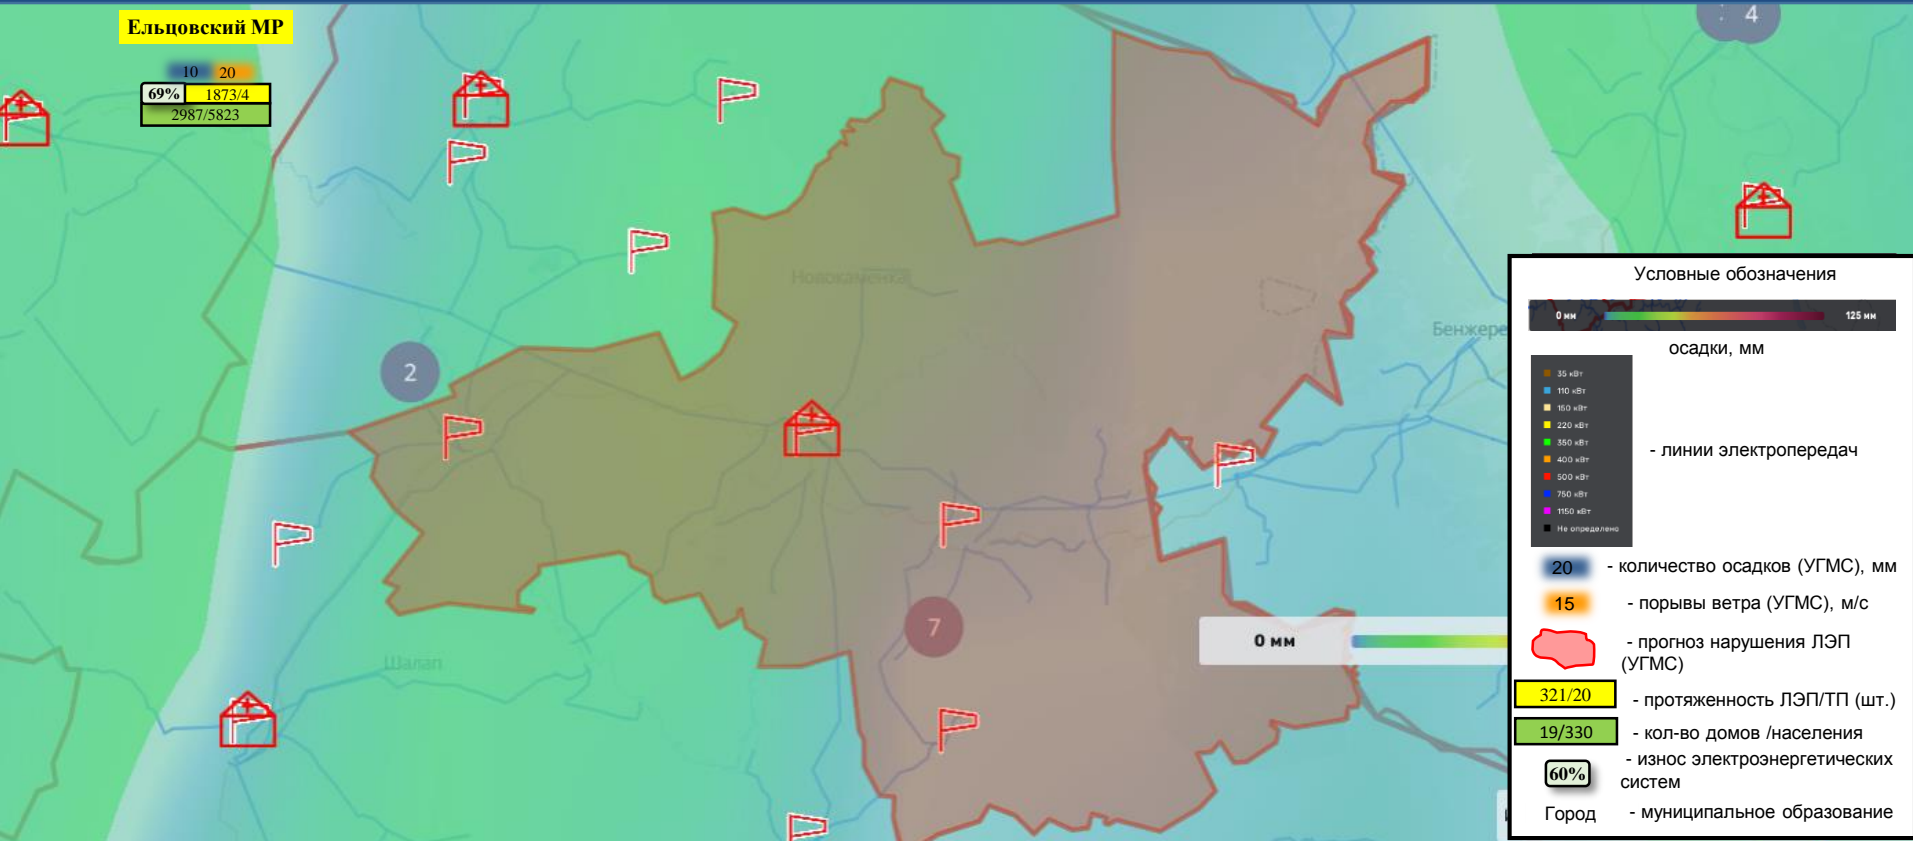 Ельцовский МР
10 20
69% 1873/4
2987/5823
4
Новокаменка
2
Бенжере
7
Шалап
0 мм
Условные обозначения
0 мм 125 мм
осадки, мм
35 кВт
110 кВт
150 кВт
220 кВт
350 кВт
400 кВт
500 кВт
750 кВт
1150 кВт
Не определено
- линии электропередач
20 - количество осадков (УГМС), мм
15 - порывы ветра (УГМС), м/с
- прогноз нарушения ЛЭП
(УГМС)
321/20 - протяженность ЛЭП/ТП (шт.)
19/330 - кол-во домов /населения
60% - износ электроэнергетических
систем
Город - муниципальное образование